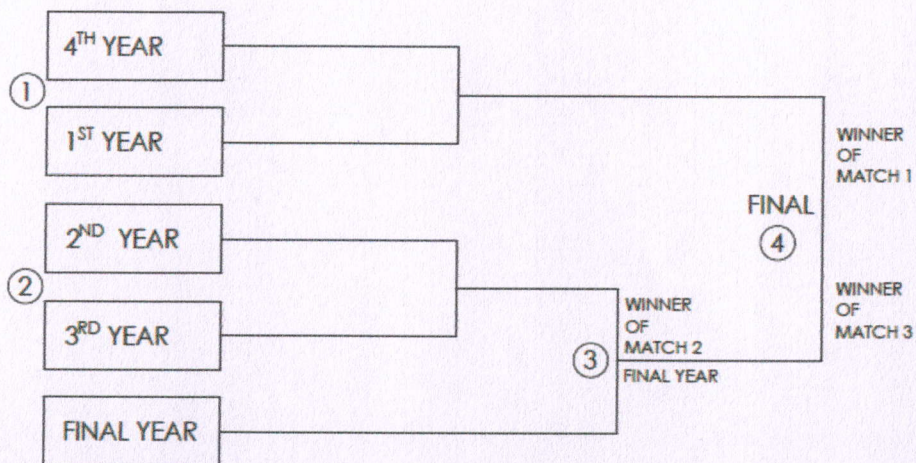 4TH YEAR
1
1ST YEAR
WINNER
OF
MATCH 1
2ND YEAR
FINAL
4
2
3RD YEAR
WINNER
OF
MATCH 2
3
FINAL YEAR
WINNER
OF
MATCH 3
FINAL YEAR